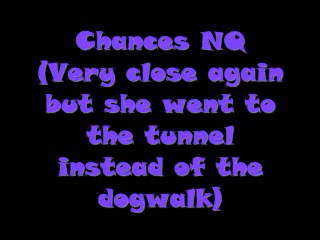 Chances NQ
(Very close again
but she went to
the tunnel
instead of the
dogwalk)